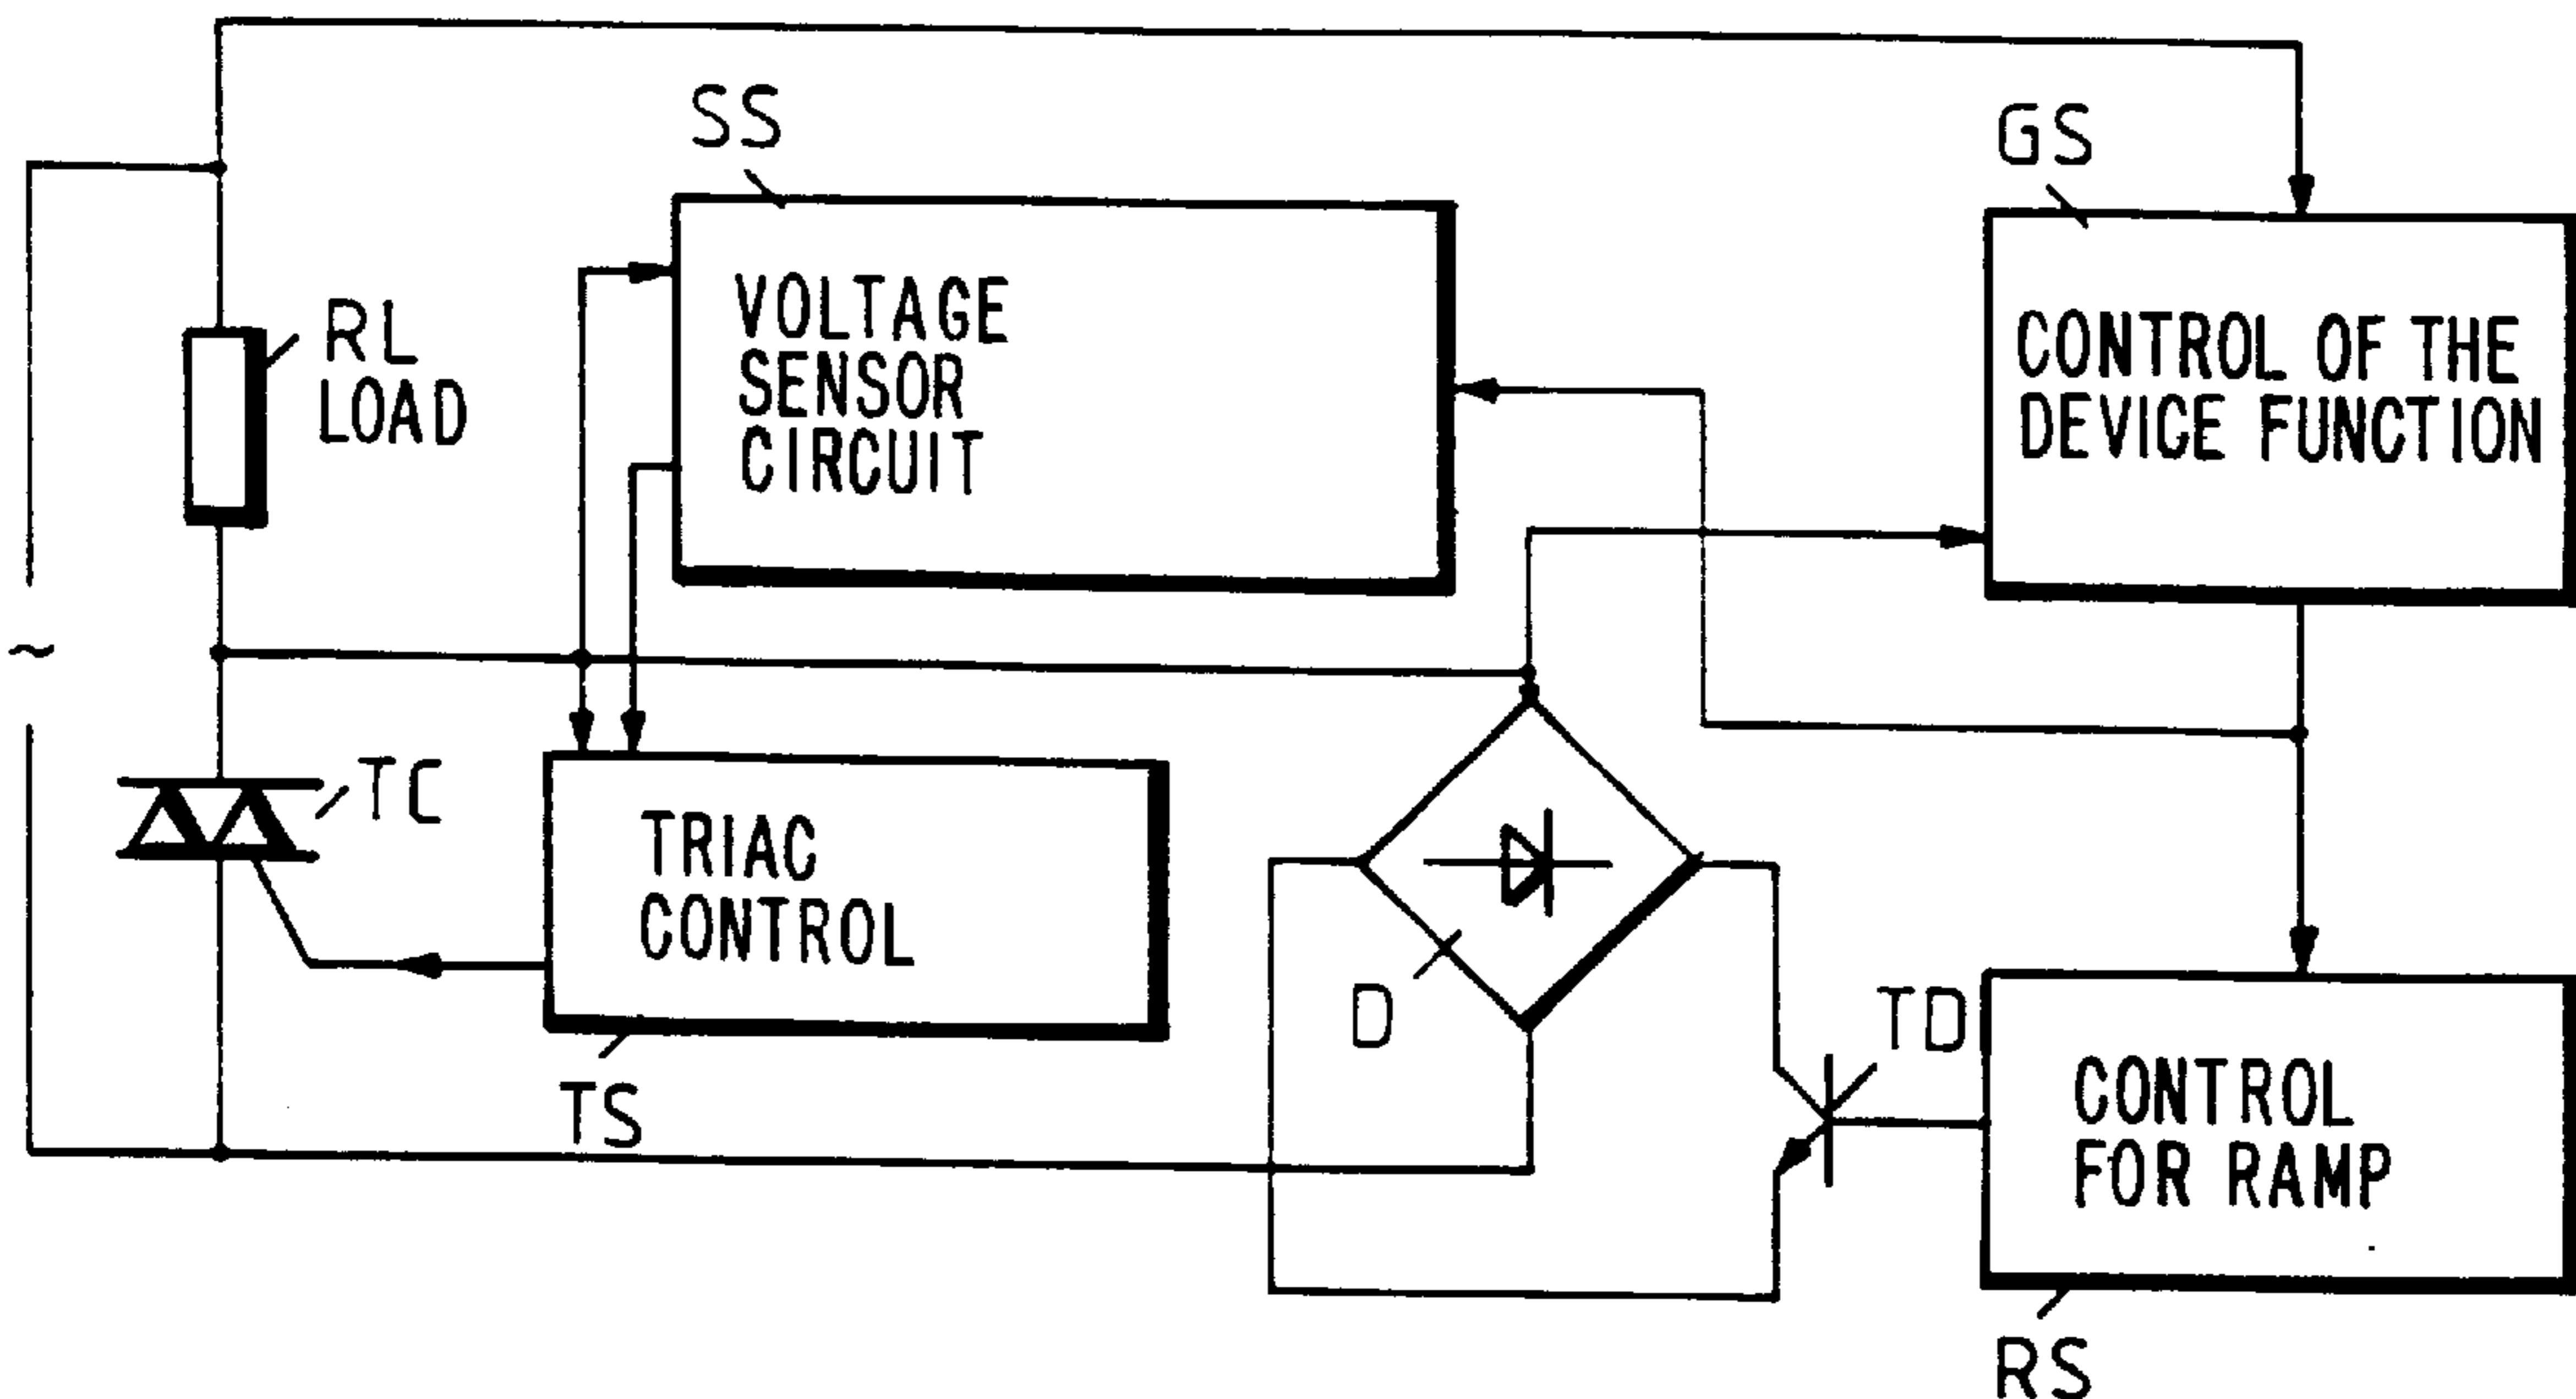 SS
GS
VOLTAGE
SENSOR
CIRCUIT
CONTROL OF THE
DEVICE FUNCTION
RL
LOAD
~
TC
TRIAC
CONTROL
TS
D
TD
CONTROL
FOR RAMP
RS